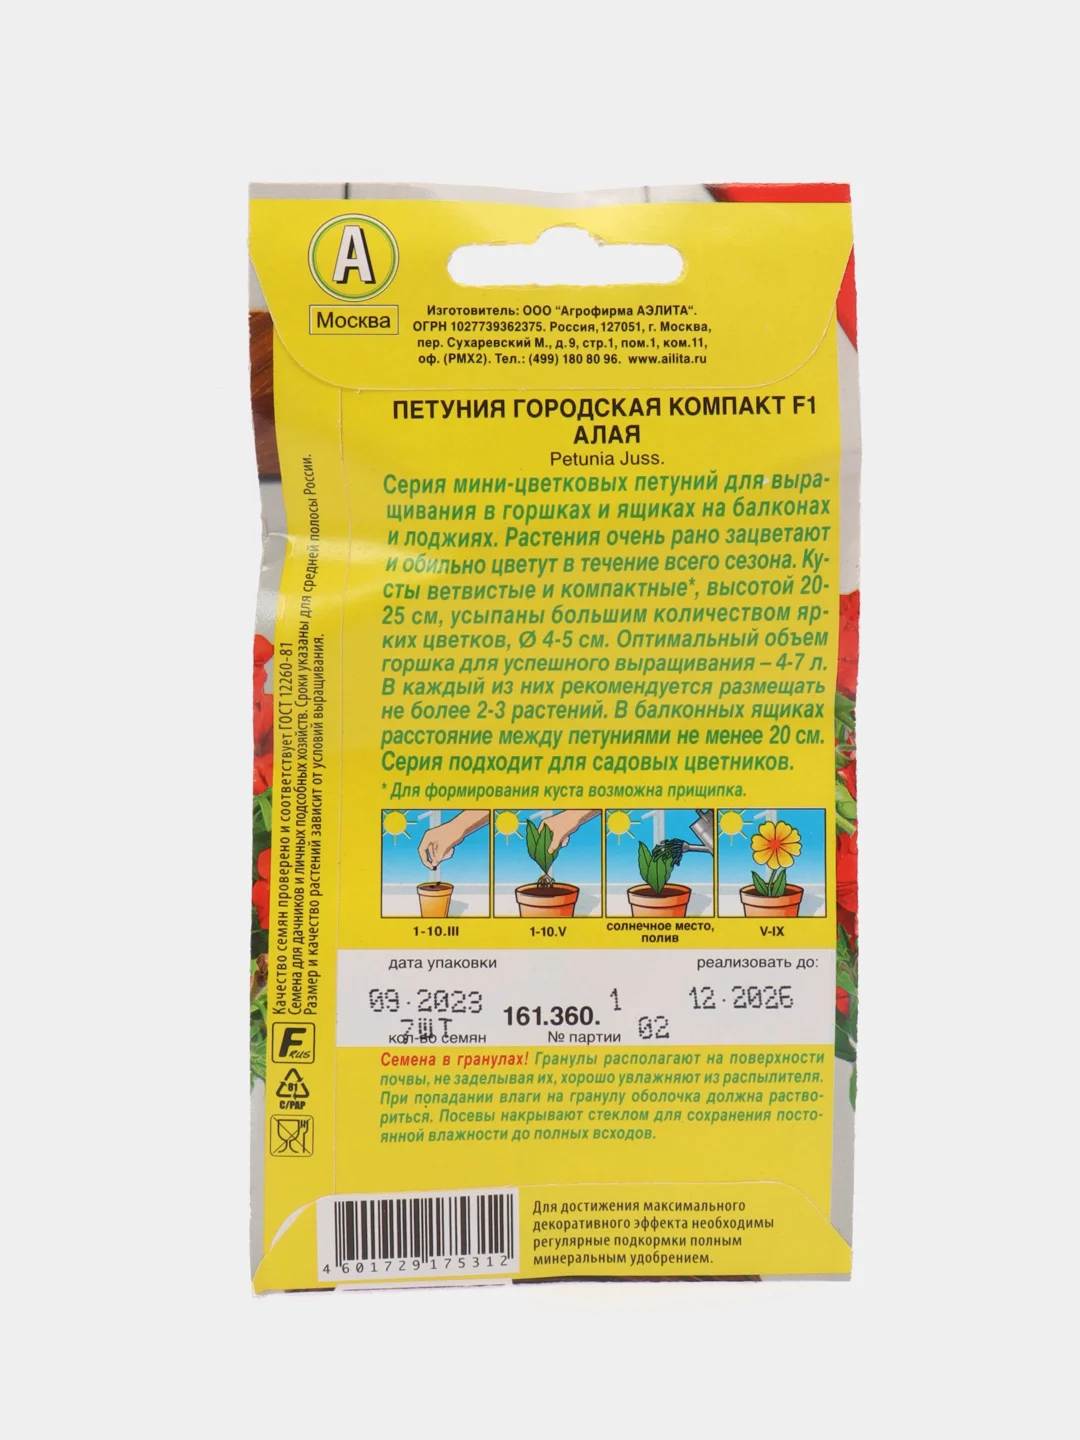 А
Москва
Изготовитель: ООО "Агрофирма АЭЛИТА".
ОГРН 1027739362375. Россия, 127051, г. Москва,
пер. Сухаревский М., д.9, стр.1, пом.1, ком.11,
оф. (РМХ2). Тел.: (499) 180 80 96. www.ailita.ru
ПЕТУНИЯ ГОРОДСКАЯ КОМПАКТ F1
АЛАЯ
Petunia Juss.
Серия мини-цветковых петуний для выра-
щивания в горшках и ящиках на балконах
и лоджиях. Растения очень рано зацветают
и обильно цветут в течение всего сезона. Ку-
сты ветвистые и компактные*, высотой 20-
25 см, усыпаны большим количеством яр-
ких цветков, Ø 4-5 см. Оптимальный объем
горшка для успешного выращивания – 4-7 л.
В каждый из них рекомендуется размещать
не более 2-3 растений. В балконных ящиках
расстояние между петуниями не менее 20 см.
Серия подходит для садовых цветников.
* Для формирования куста возможна прищипка.
1-10.III
1-10.V
солнечное место,
полив
V-IX
дата упаковки
реализовать до:
09.2023
161.360.
1
12.2026
7ШТ
02
кол-во семян
№ партии
Семена в гранулах! Гранулы располагают на поверхности
почвы, не заделывая их, хорошо увлажняют из распылителя.
При попадании влаги на гранулу оболочка должна раство-
риться. Посевы накрывают стеклом для сохранения посто-
янной влажности до полных всходов.
Качество семян проверено и соответствует ГОСТ 12260-81
Семена для дачников и личных подсобных хозяйств. Сроки указаны для средней полосы России.
Размер и качество растений зависит от условий выращивания.
F RUS
81
C/PAP
4 601729 175312
Для достижения максимального
декоративного эффекта необходимы
регулярные подкормки полным
минеральным удобрением.